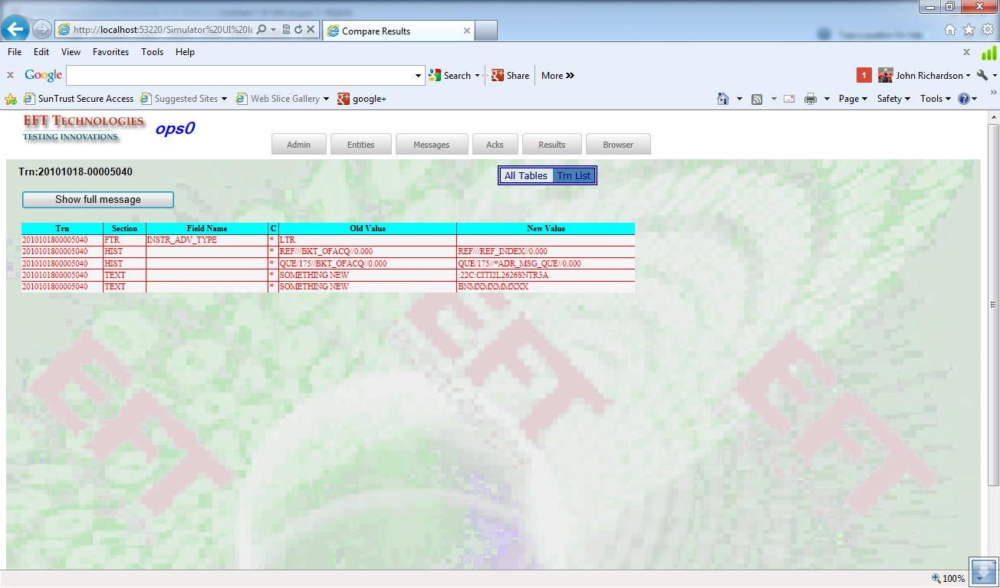 http://localhost:53220/Simulator%20UI%20la
Compare Results
File Edit View Favorites Tools Help
Google Search Share More »
1 John Richardson
SunTrust Secure Access Suggested Sites Web Slice Gallery google+
Page Safety Tools
EFT TECHNOLOGIES
TESTING INNOVATIONS
ops0
Admin Entities Messages Acks Results Browser
Trn:20101018-00005040
All Tables Trn List
Show full message
Trn Section Field Name C Old Value New Value
2010101800005040 FTR INSTR_ADV_TYPE * LTR
2010101800005040 HIST * REF///BKT_OFACQ//0.000 REF///REF_INDEX//0.000
2010101800005040 HIST * QUE/175//BKT_OFACQ//0.000 QUE/175//*ADR_MSG_QUE//0.000
2010101800005040 TEXT * SOMETHING NEW :22C:CITI2L2626SNTR3A
2010101800005040 TEXT * SOMETHING NEW BNMXMXMMXXX
EFT
EFT
EFT
100%